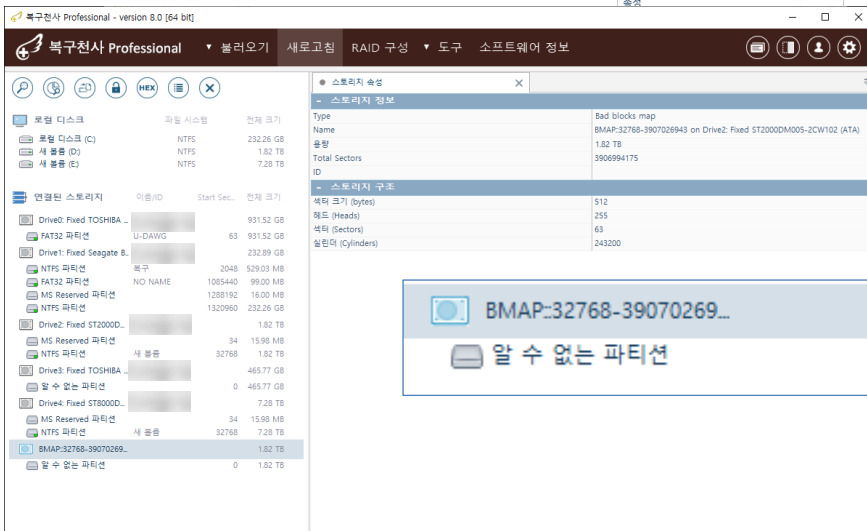 속성
복구천사 Professional - version 8.0 [64 bit]
복구천사 Professional ▼ 불러오기 새로고침 RAID 구성 ▼ 도구 소프트웨어 정보
HEX
로컬 디스크 파일 시스템 전체 크기
로컬 디스크 (C:) NTFS 232.26 GB
새 볼륨 (D:) NTFS 1.82 TB
새 볼륨 (E:) NTFS 7.28 TB
연결된 스토리지 이름/ID Start Sec... 전체 크기
Drive0: Fixed TOSHIBA ... 931.52 GB
FAT32 파티션 U-DAWG 63 931.52 GB
Drive1: Fixed Seagate B... 232.89 GB
NTFS 파티션 복구 2048 529.03 MB
FAT32 파티션 NO NAME 1085440 99.00 MB
MS Reserved 파티션 1288192 16.00 MB
NTFS 파티션 1320960 232.26 GB
Drive2: Fixed ST2000D... 1.82 TB
MS Reserved 파티션 34 15.98 MB
NTFS 파티션 새 볼륨 32768 1.82 TB
Drive3: Fixed TOSHIBA ... 465.77 GB
알 수 없는 파티션 0 465.77 GB
Drive4: Fixed ST8000D... 7.28 TB
MS Reserved 파티션 34 15.98 MB
NTFS 파티션 새 볼륨 32768 7.28 TB
BMAP:32768-39070269... 1.82 TB
알 수 없는 파티션 0 1.82 TB
스토리지 속성
- 스토리지 정보
Type Bad blocks map
Name BMAP:32768-3907026943 on Drive2: Fixed ST2000DM005-2CW102 (ATA)
용량 1.82 TB
Total Sectors 3906994175
ID
- 스토리지 구조
섹터 크기 (bytes) 512
헤드 (Heads) 255
섹터 (Sectors) 63
실린더 (Cylinders) 243200
BMAP::32768-39070269...
알 수 없는 파티션